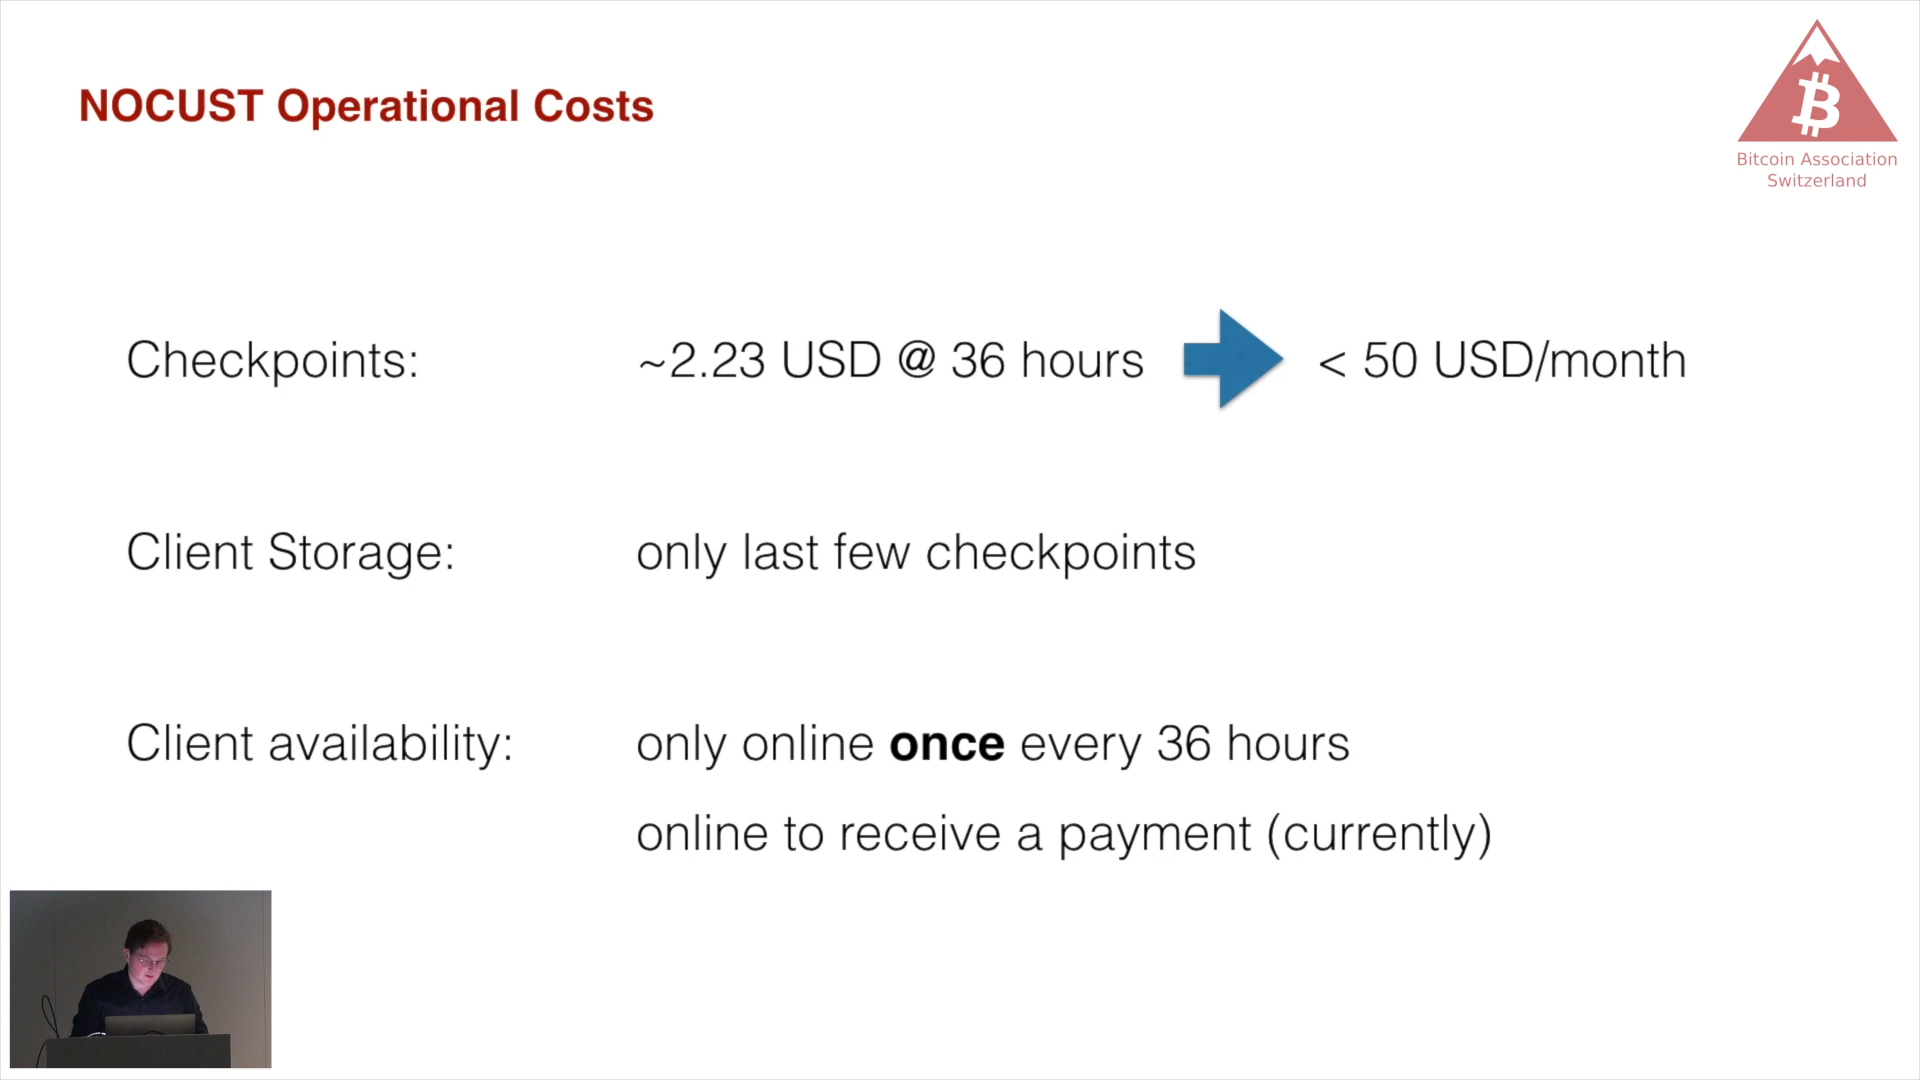 NOCUST Operational Costs
Bitcoin Association
Switzerland
Checkpoints: ~2.23 USD @ 36 hours < 50 USD/month
Client Storage: only last few checkpoints
Client availability: only online once every 36 hours
online to receive a payment (currently)